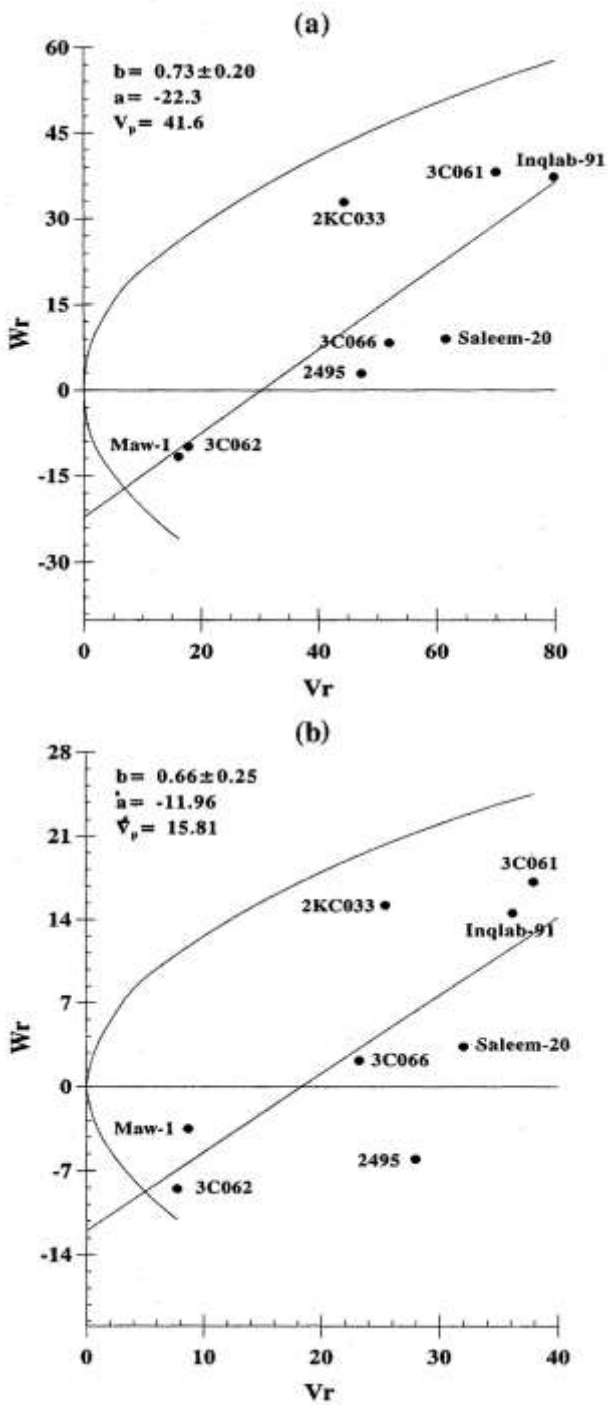 (a)
60
b= 0.73±0.20
a= -22.3
Vp= 41.6
45
3C061
Inqlab-91
30
2KC033
Wr
15
3C066
Saleem-20
2495
0
Maw-1
3C062
-15
-30
0
20
40
60
80
Vr
(b)
28
b= 0.66±0.25
a= -11.96
Vp= 15.81
21
3C061
2KC033
14
Inqlab-91
Wr
7
Saleem-20
3C066
0
Maw-1
2495
-7
3C062
-14
0
10
20
30
40
Vr